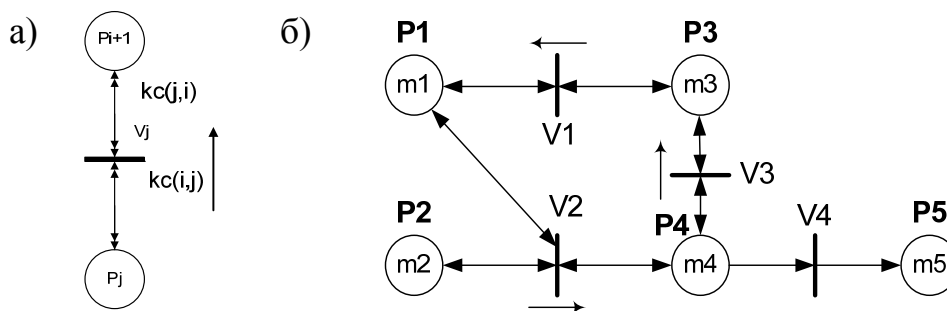 а)
Pi+1
kc(j,i)
Vj
kc(i,j)
Pj
б)
P1
P3
m1
m3
V1
V3
V2
V4
P2
P4
P5
m2
m4
m5